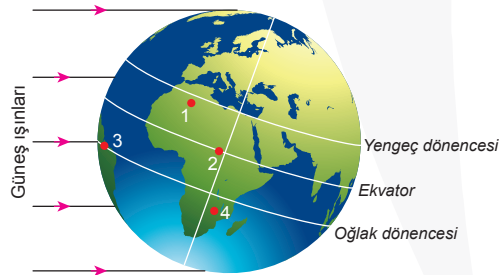 Güneş ışınları
1
2
3
4
Yengeç dönencesi
Ekvator
Oğlak dönencesi